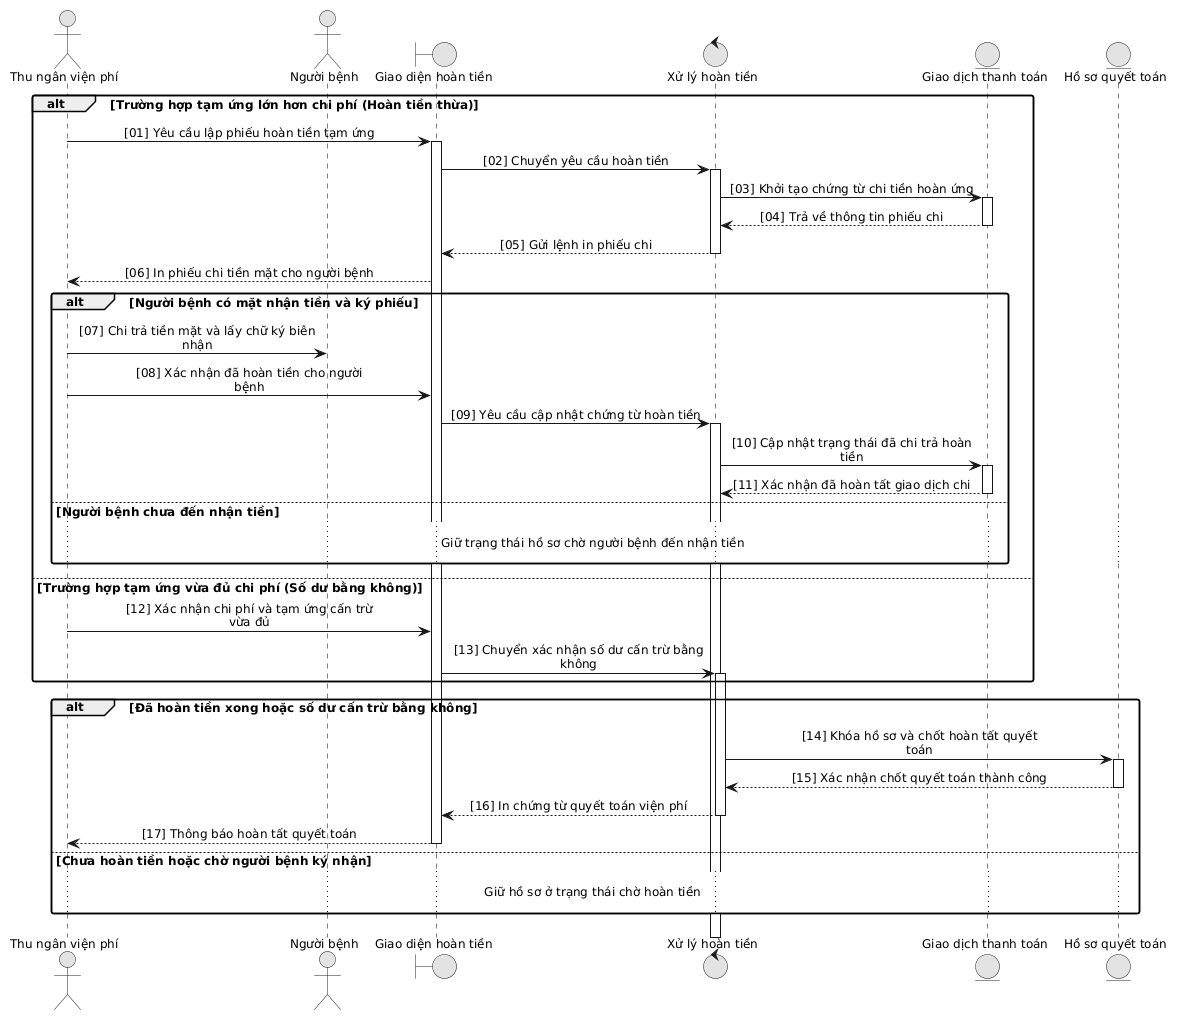 Thu ngân viện phí
Người bệnh
Giao diện hoàn tiền
Xử lý hoàn tiền
Giao dịch thanh toán
Hồ sơ quyết toán
alt
[Trường hợp tạm ứng lớn hơn chi phí (Hoàn tiền thừa)]
[01] Yêu cầu lập phiếu hoàn tiền tạm ứng
[02] Chuyển yêu cầu hoàn tiền
[03] Khởi tạo chứng từ chi tiền hoàn ứng
[04] Trả về thông tin phiếu chi
[05] Gửi lệnh in phiếu chi
[06] In phiếu chi tiền mặt cho người bệnh
alt
[Người bệnh có mặt nhận tiền và ký phiếu]
[07] Chi trả tiền mặt và lấy chữ ký biên
nhận
[08] Xác nhận đã hoàn tiền cho người
bệnh
[09] Yêu cầu cập nhật chứng từ hoàn tiền
[10] Cập nhật trạng thái đã chi trả hoàn
tiền
[11] Xác nhận đã hoàn tất giao dịch chi
[Người bệnh chưa đến nhận tiền]
Giữ trạng thái hồ sơ chờ người bệnh đến nhận tiền
[Trường hợp tạm ứng vừa đủ chi phí (Số dư bằng không)]
[12] Xác nhận chi phí và tạm ứng cấn trừ
vừa đủ
[13] Chuyển xác nhận số dư cấn trừ bằng
không
alt
[Đã hoàn tiền xong hoặc số dư cấn trừ bằng không]
[14] Khóa hồ sơ và chốt hoàn tất quyết
toán
[15] Xác nhận chốt quyết toán thành công
[16] In chứng từ quyết toán viện phí
[17] Thông báo hoàn tất quyết toán
[Chưa hoàn tiền hoặc chờ người bệnh ký nhận]
Giữ hồ sơ ở trạng thái chờ hoàn tiền
Thu ngân viện phí
Người bệnh
Giao diện hoàn tiền
Xử lý hoàn tiền
Giao dịch thanh toán
Hồ sơ quyết toán